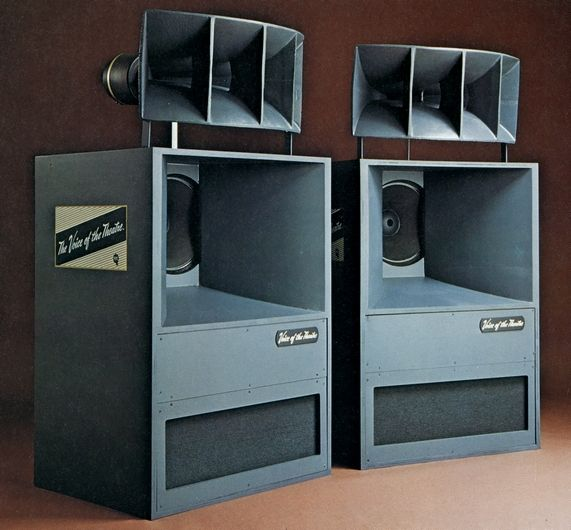 The Voice of the Theatre
Voice of the Theatre
Voice of the Theatre